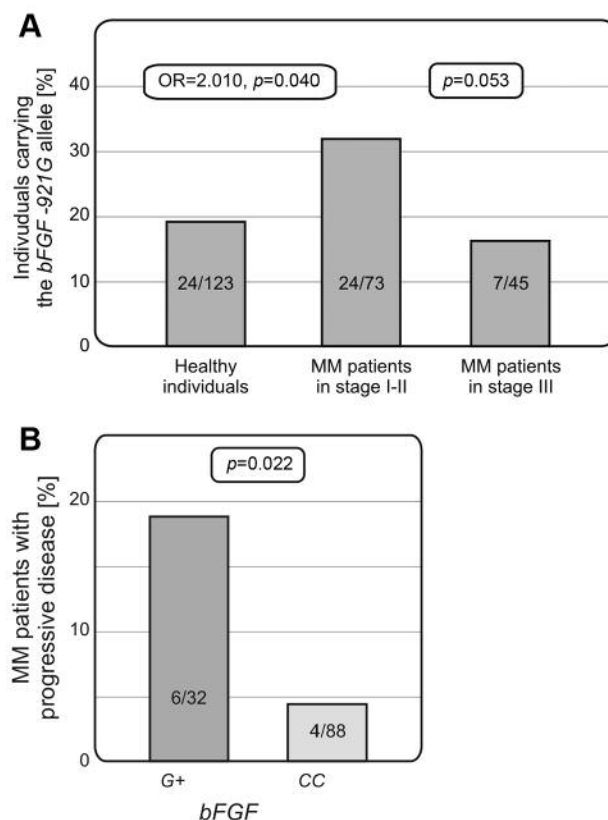 A
Indivuduals carrying
the bFGF -921G allele [%]
40
30
20
10
0
OR=2.010, p=0.040
p=0.053
24/123
24/73
7/45
Healthy
individuals
MM patients
in stage I-II
MM patients
in stage III
B
MM patients with
progressive disease [%]
20
10
0
p=0.022
6/32
4/88
G+
CC
bFGF